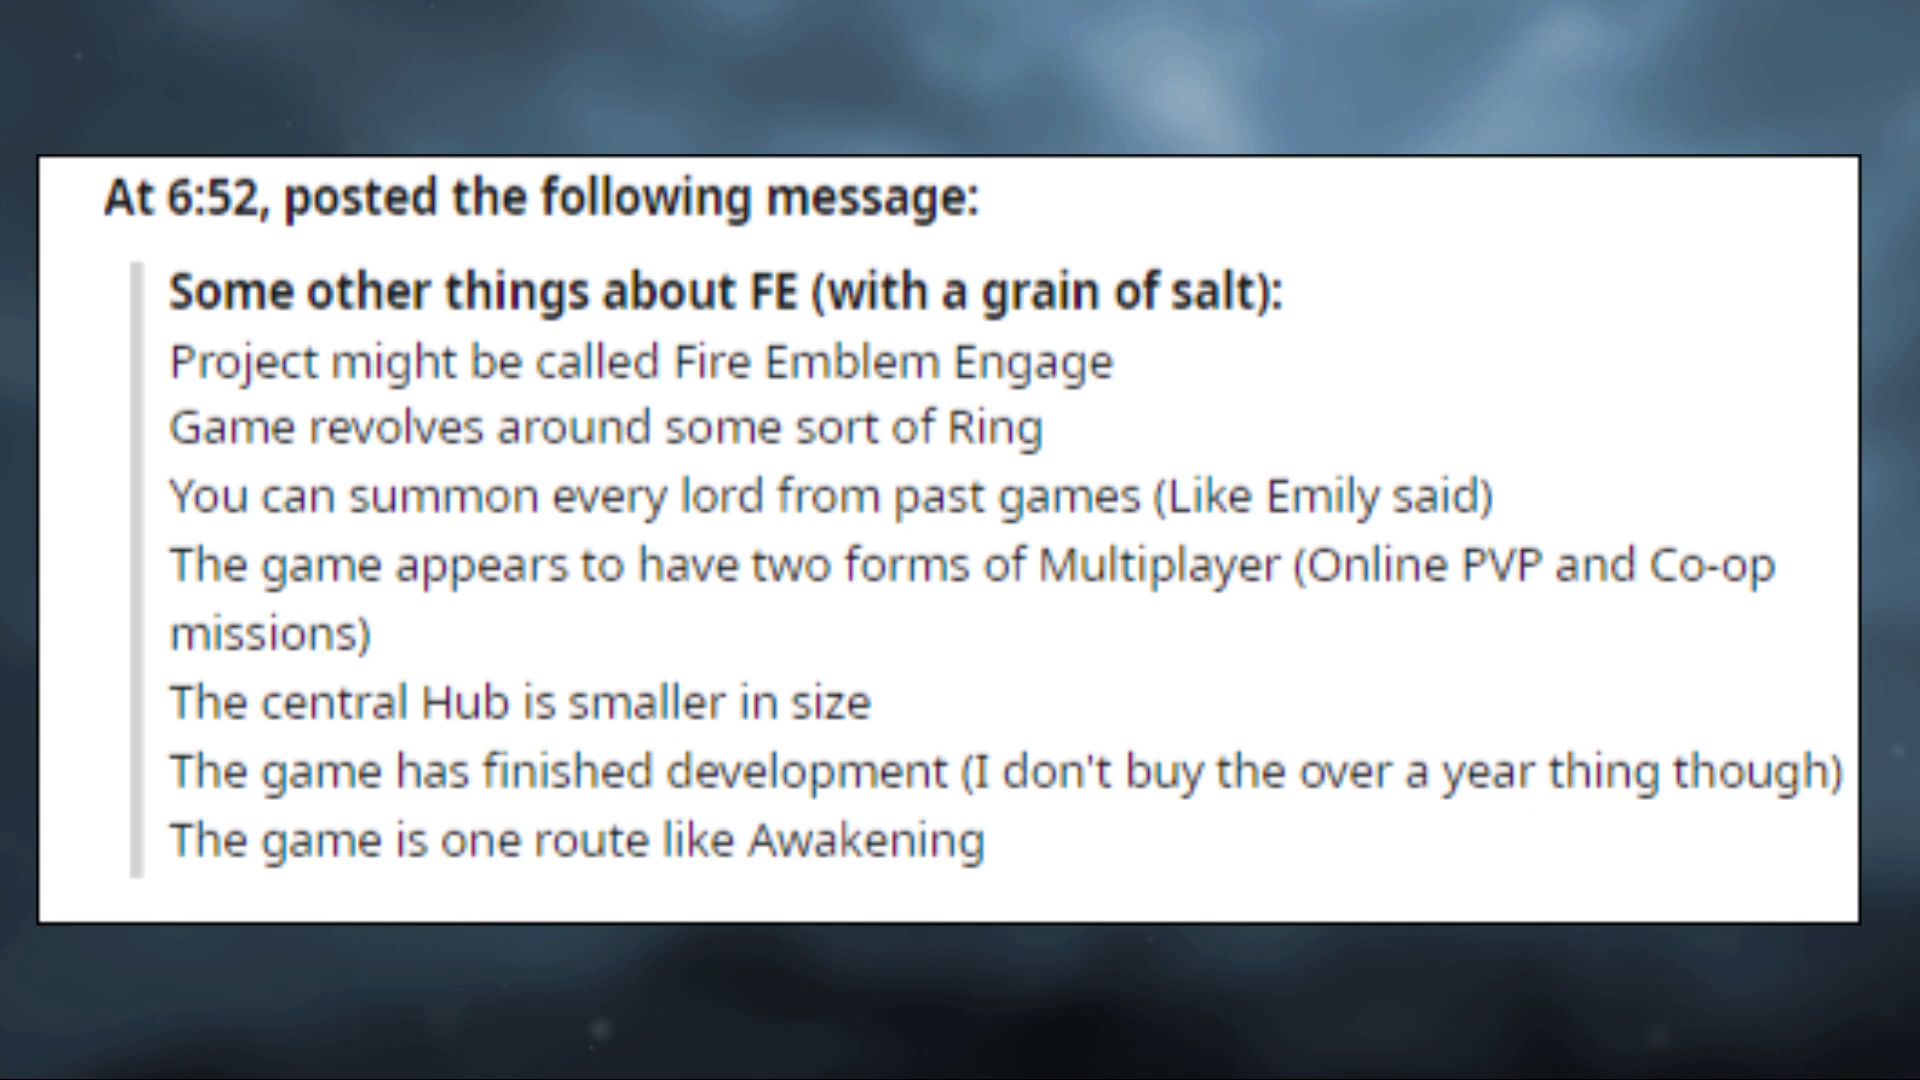 At 6:52, posted the following message:
Some other things about FE (with a grain of salt):
Project might be called Fire Emblem Engage
Game revolves around some sort of Ring
You can summon every lord from past games (Like Emily said)
The game appears to have two forms of Multiplayer (Online PVP and Co-op
missions)
The central Hub is smaller in size
The game has finished development (I don't buy the over a year thing though)
The game is one route like Awakening